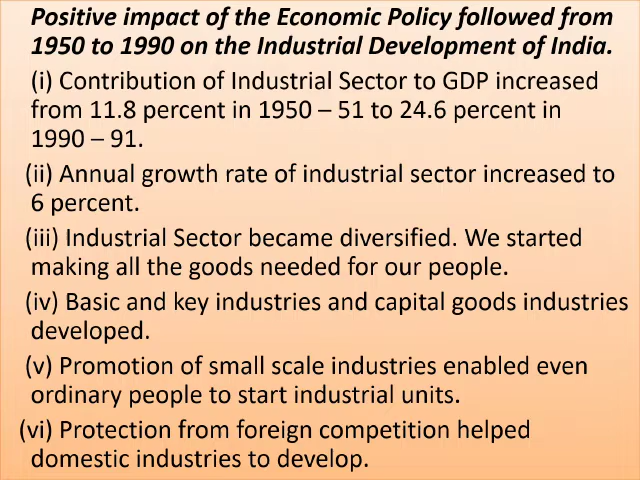 Positive impact of the Economic Policy followed from
1950 to 1990 on the Industrial Development of India.
(i) Contribution of Industrial Sector to GDP increased
from 11.8 percent in 1950 – 51 to 24.6 percent in
1990 – 91.
(ii) Annual growth rate of industrial sector increased to
6 percent.
(iii) Industrial Sector became diversified. We started
making all the goods needed for our people.
(iv) Basic and key industries and capital goods industries
developed.
(v) Promotion of small scale industries enabled even
ordinary people to start industrial units.
(vi) Protection from foreign competition helped
domestic industries to develop.